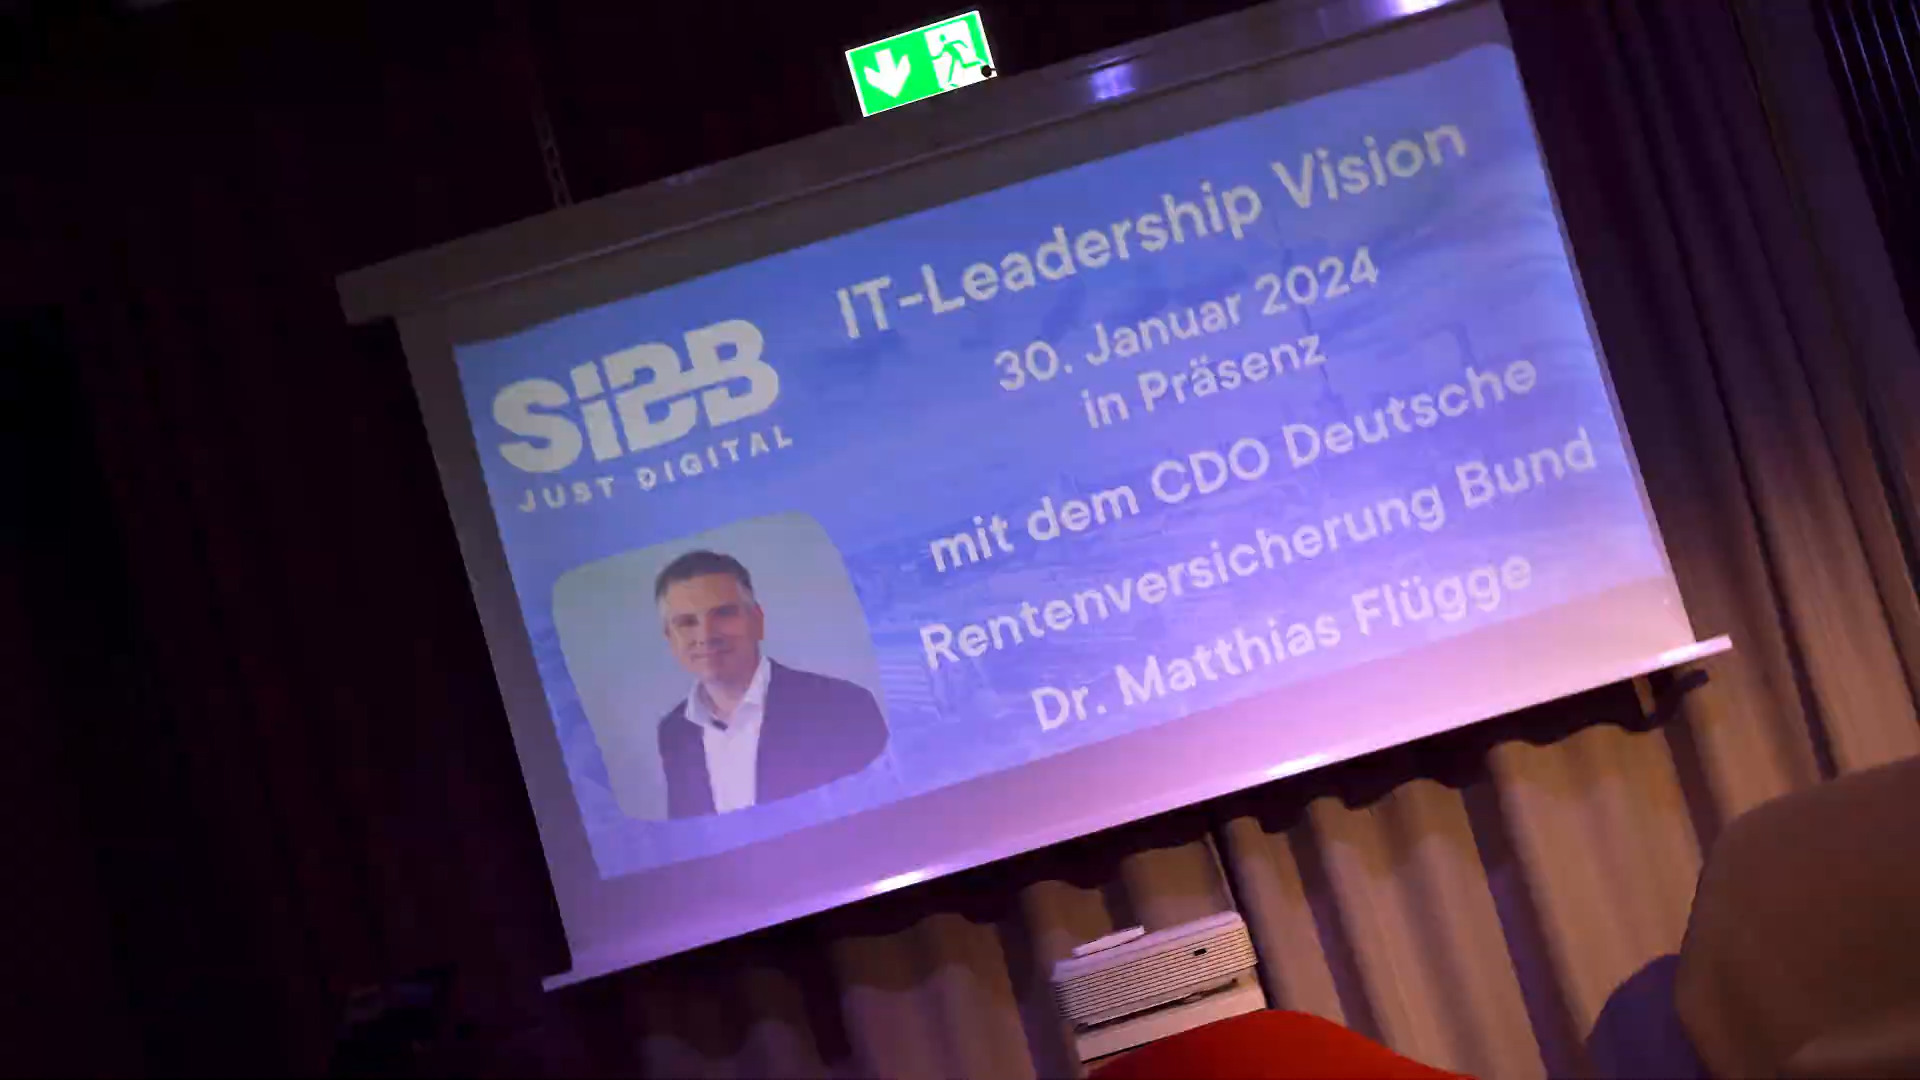 SIBB
JUST DIGITAL
IT-Leadership Vision
30. Januar 2024
in Präsenz
mit dem CDO Deutsche
Rentenversicherung Bund
Dr. Matthias Flügge